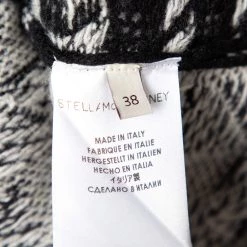 38
STELLA McCARTNEY
MADE IN ITALY
FABRIQUÉ EN ITALIE
HERGESTELLT IN ITALIEN
HECHO EN ITALIA
イタリア製
СДЕЛАНО В ИТАЛИИ